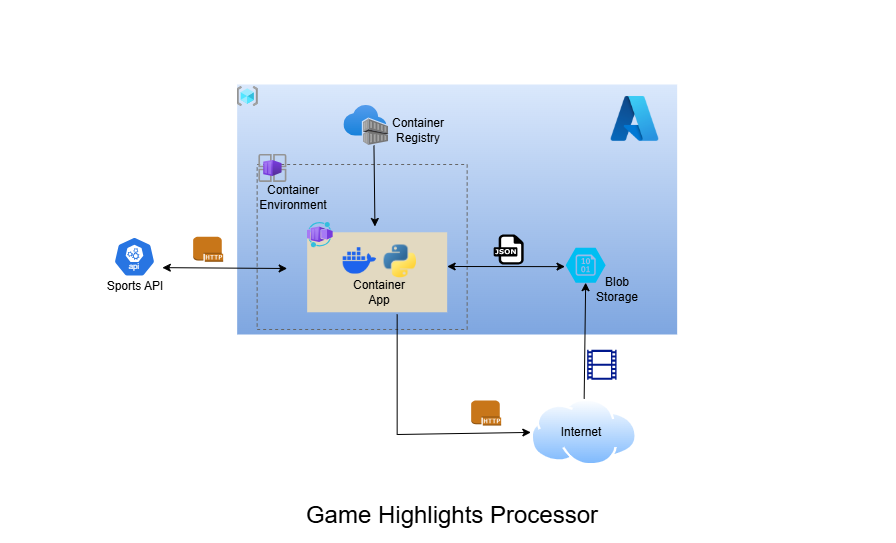 Container
Registry
Container
Environment
HTTP
api
Sports API
Container
App
JSON
10
01
Blob
Storage
HTTP
Internet
Game Highlights Processor